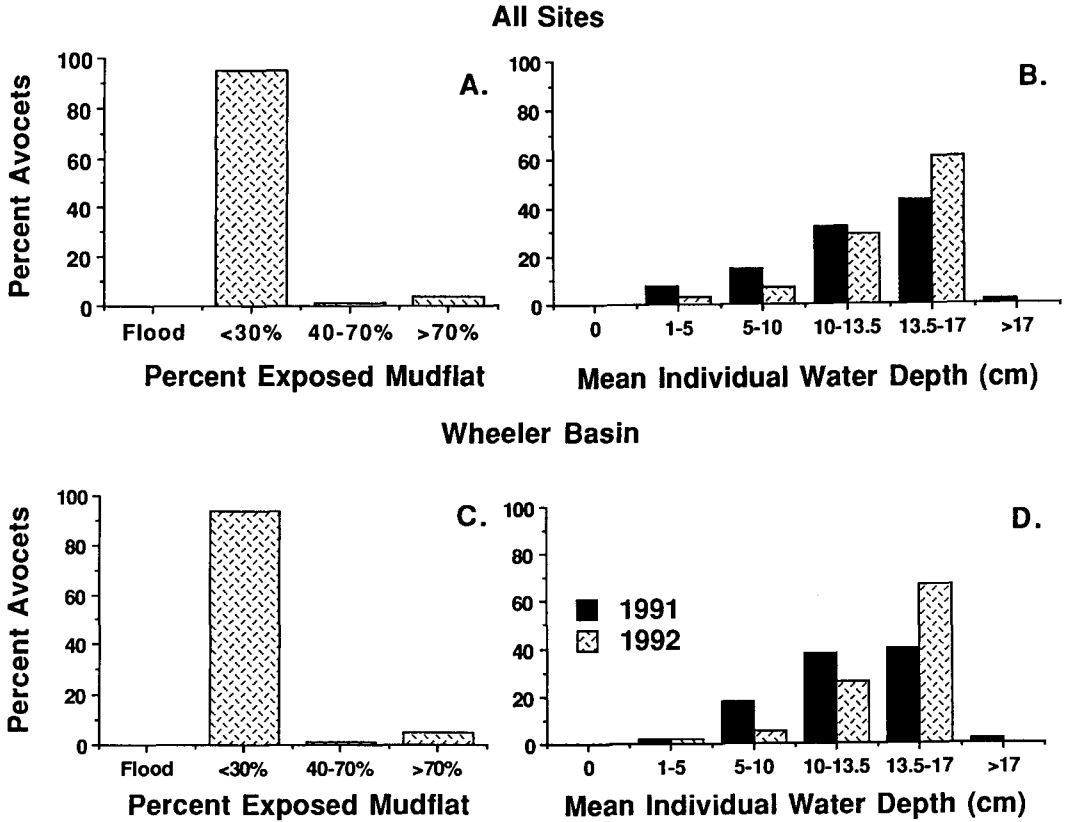 All Sites
A.
B.
Percent Avocets
100
80
60
40
20
0
Flood <30% 40-70% >70%
Percent Exposed Mudflat
100
80
60
40
20
0
0 1-5 5-10 10-13.5 13.5-17 >17
Mean Individual Water Depth (cm)
Wheeler Basin
C.
D.
Percent Avocets
100
80
60
40
20
0
Flood <30% 40-70% >70%
Percent Exposed Mudflat
100
80
60
40
20
0
1991
1992
0 1-5 5-10 10-13.5 13.5-17 >17
Mean Individual Water Depth (cm)